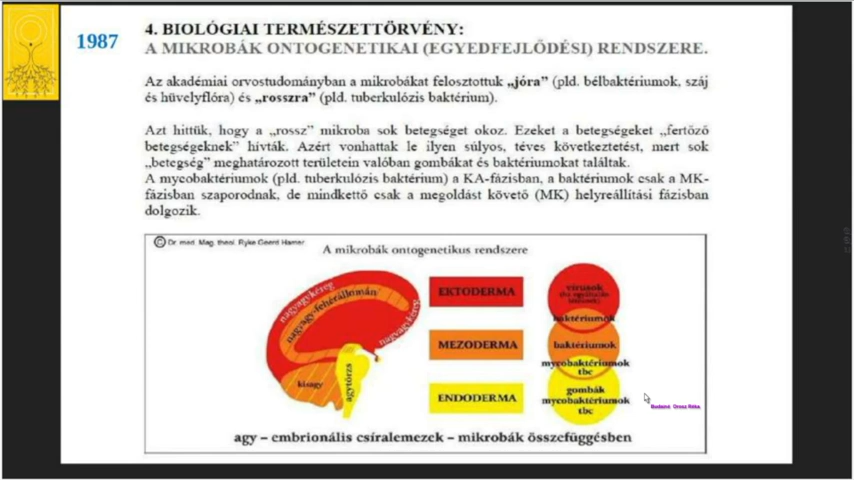 1987
4. BIOLÓGIAI TERMÉSZETTÖRVÉNY:
A MIKROBÁK ONTOGENETIKAI (EGYEDFEJLŐDÉSI) RENDSZERE.
Az akadémiai orvostudományban a mikrobákat felosztottuk „jóra” (pld. bélbaktériumok, száj
és hüvelyflóra) és „rosszra” (pld. tuberkulózis baktérium).
Azt hittük, hogy a „rossz” mikroba sok betegséget okoz. Ezeket a betegségeket „fertőző
betegségeknek” hívták. Azért vonhattak le ilyen súlyos, téves következtetést, mert sok
„betegség” meghatározott területein valóban gombákat és baktériumokat találtak.
A mycobaktériumok (pld. tuberkulózis baktérium) a KA-fázisban, a baktériumok csak a MK-
fázisban szaporodnak, de mindkettő csak a megoldást követő (MK) helyreállítási fázisban
dolgozik.
© Dr. med. Mag. theol. Ryke Geerd Hamer
A mikrobák ontogenetikus rendszere
nagyagykéreg
nagyagy-fehérállomán
nagyagykéreg
kisagy
agytörzs
EKTODERMA
MEZODERMA
ENDODERMA
vírusok
baktériumok
baktériumok
mycobaktériumok
tbc
gombák
mycobaktériumok
tbc
agy – embrionális csíralemezek – mikrobák összefüggésben